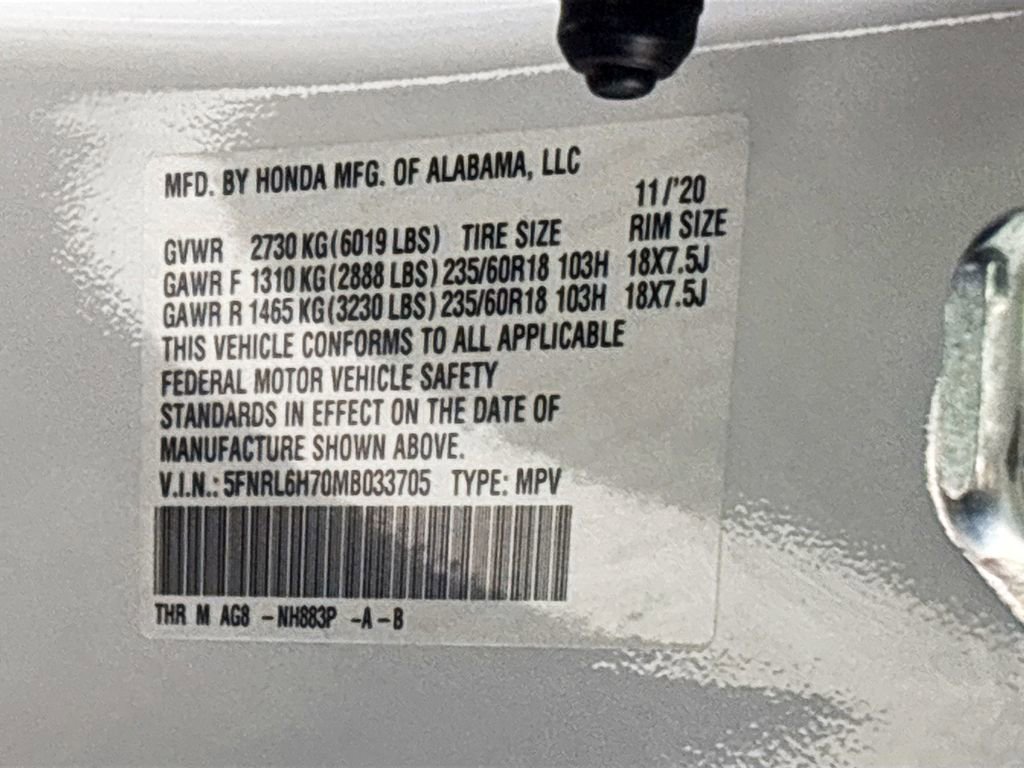 MFD. BY HONDA MFG. OF ALABAMA, LLC
11/'20
GVWR 2730 KG(6019 LBS) TIRE SIZE RIM SIZE
GAWR F 1310 KG(2888 LBS) 235/60R18 103H 18X7.5J
GAWR R 1465 KG(3230 LBS) 235/60R18 103H 18X7.5J
THIS VEHICLE CONFORMS TO ALL APPLICABLE
FEDERAL MOTOR VEHICLE SAFETY
STANDARDS IN EFFECT ON THE DATE OF
MANUFACTURE SHOWN ABOVE.
V.I.N.: 5FNRL6H70MB033705 TYPE: MPV
THR M AG8 -NH883P -A-B